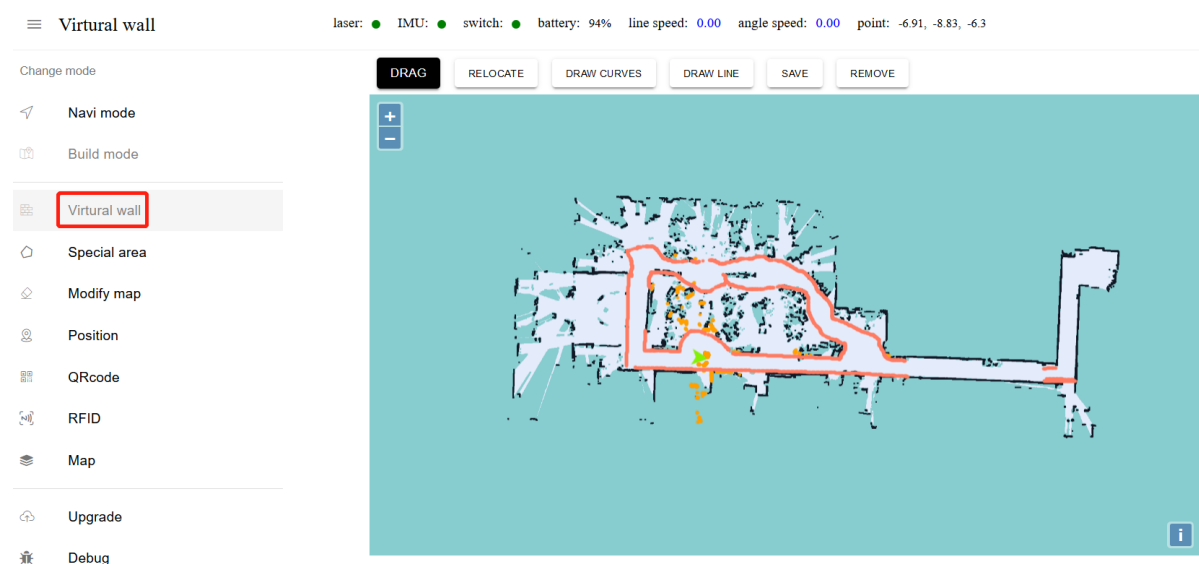 Virtural wall
laser: IMU: switch: battery: 94% line speed: 0.00 angle speed: 0.00 point: -6.91, -8.83, -6.3
Change mode
DRAG RELOCATE DRAW CURVES DRAW LINE SAVE REMOVE
Navi mode
Build mode
Virtural wall
Special area
Modify map
Position
QRcode
RFID
Map
Upgrade
Debug
+
−
i